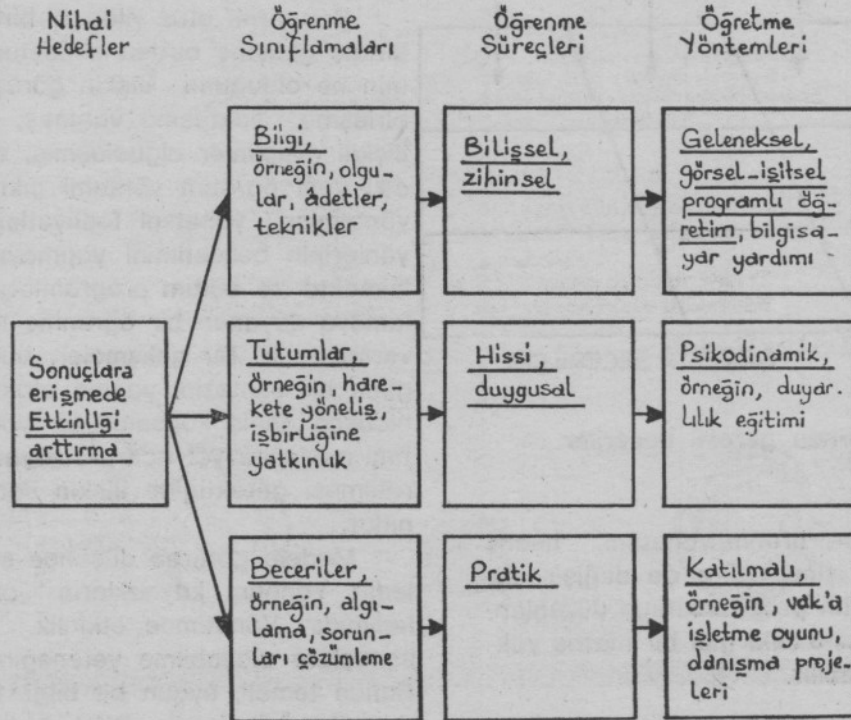 Nihai
Hedefler
Öğrenme
Sınıflamaları
Öğrenme
Süreçleri
Öğretme
Yöntemleri
Bilgi,
örneğin, olgu-
lar, adetler,
teknikler
Bilişsel,
zihinsel
Geleneksel,
görsel-işitsel
programlı öğ-
retim, bilgisa-
yar yardımı
Sonuçlara
erişmede
Etkinliği
arttırma
Tutumlar,
örneğin, hare-
kete yöneliş,
işbirliğine
yatkınlık
Hissi,
duygusal
Psikodinamik,
örneğin, duyar-
lılık eğitimi
Beceriler,
örneğin, algı-
lama, sorun-
ları çözümleme
Pratik
Katılmalı,
örneğin, vak'a
işletme oyunu,
danışma proje-
leri